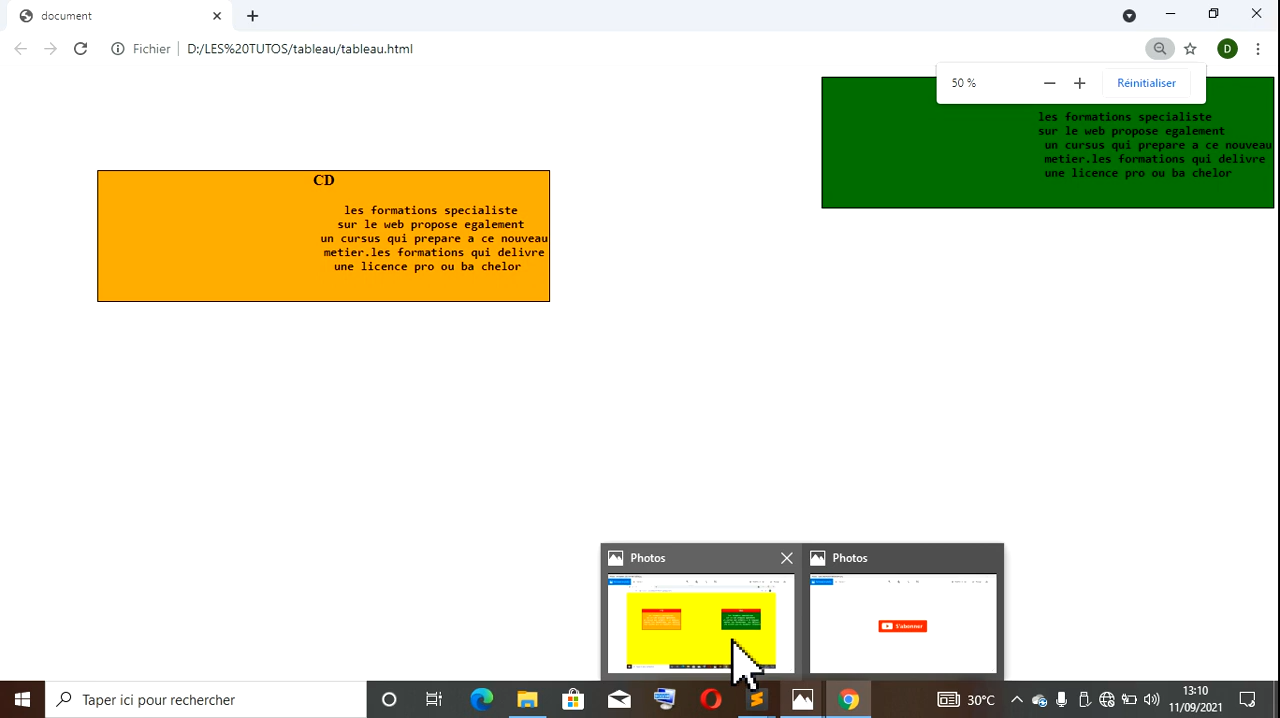 document
Fichier
D:/LES%20TUTOS/tableau/tableau.html
D
50 %
Réinitialiser
les formations specialiste
sur le web propose egalement
un cursus qui prepare a ce nouveau
metier.les formations qui delivre
une licence pro ou ba chelor
CD
les formations specialiste
sur le web propose egalement
un cursus qui prepare a ce nouveau
metier.les formations qui delivre
une licence pro ou ba chelor
Photos
Photos
S'abonner
Taper ici pour rechercher
30°C
13:10
11/09/2021